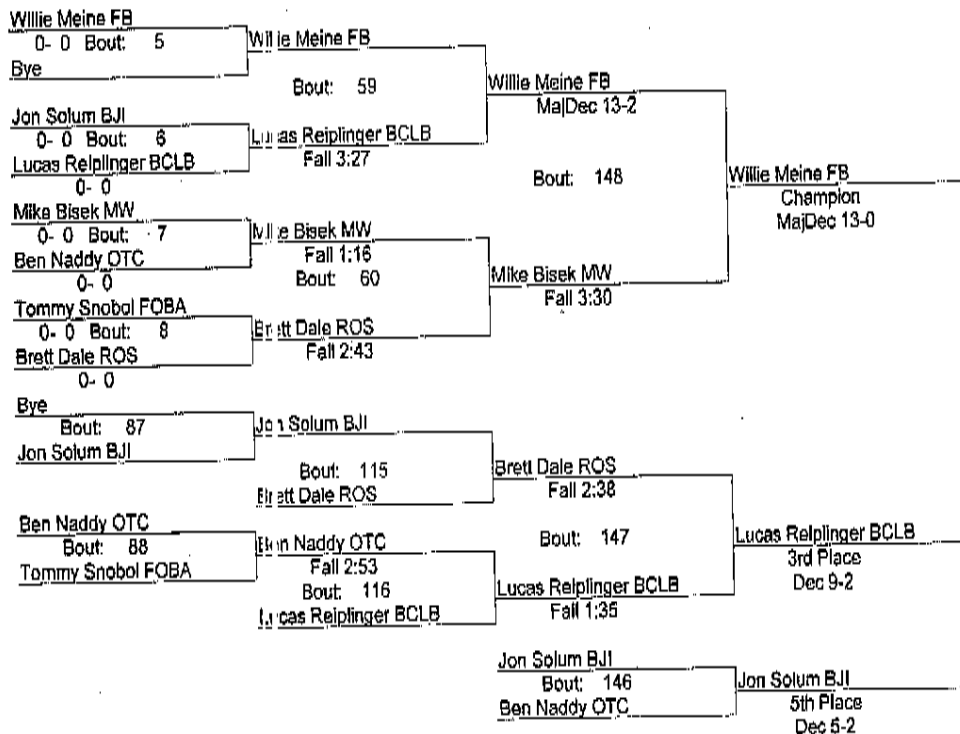 Willie Meine FB
0- 0 Bout: 5
Bye
Willie Meine FB
Bout: 59
Jon Solum BJI
0- 0 Bout: 6
Lucas Reiplinger BCLB
0- 0
Lucas Reiplinger BCLB
Fall 3:27
Willie Meine FB
MajDec 13-2
Bout: 148
Mike Bisek MW
0- 0 Bout: 7
Ben Naddy OTC
0- 0
Mike Bisek MW
Fall 1:16
Bout: 60
Tommy Snobol FOBA
0- 0 Bout: 8
Brett Dale ROS
0- 0
Brett Dale ROS
Fall 2:43
Mike Bisek MW
Fall 3:30
Willie Meine FB
Champion
MajDec 13-0
Bye
Bout: 87
Jon Solum BJI
Jon Solum BJI
Bout: 115
Brett Dale ROS
Brett Dale ROS
Fall 2:38
Bout: 147
Ben Naddy OTC
Bout: 88
Tommy Snobol FOBA
Ben Naddy OTC
Fall 2:53
Bout: 116
Lucas Reiplinger BCLB
Lucas Reiplinger BCLB
Fall 1:35
Lucas Reiplinger BCLB
3rd Place
Dec 9-2
Jon Solum BJI
Bout: 146
Ben Naddy OTC
Jon Solum BJI
5th Place
Dec 5-2